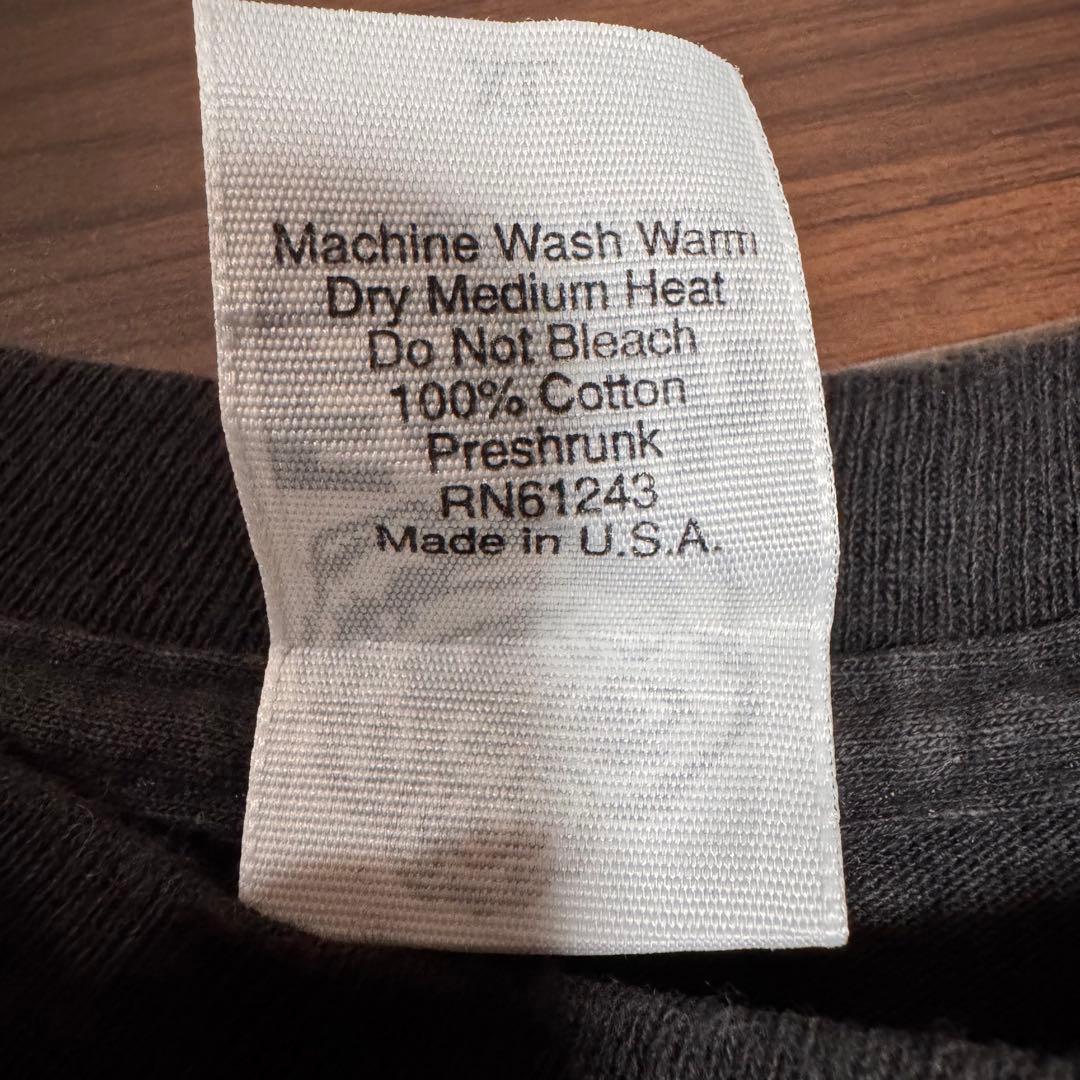 Machine Wash Warm
Dry Medium Heat
Do Not Bleach
100% Cotton
Preshrunk
RN61243
Made in U.S.A.